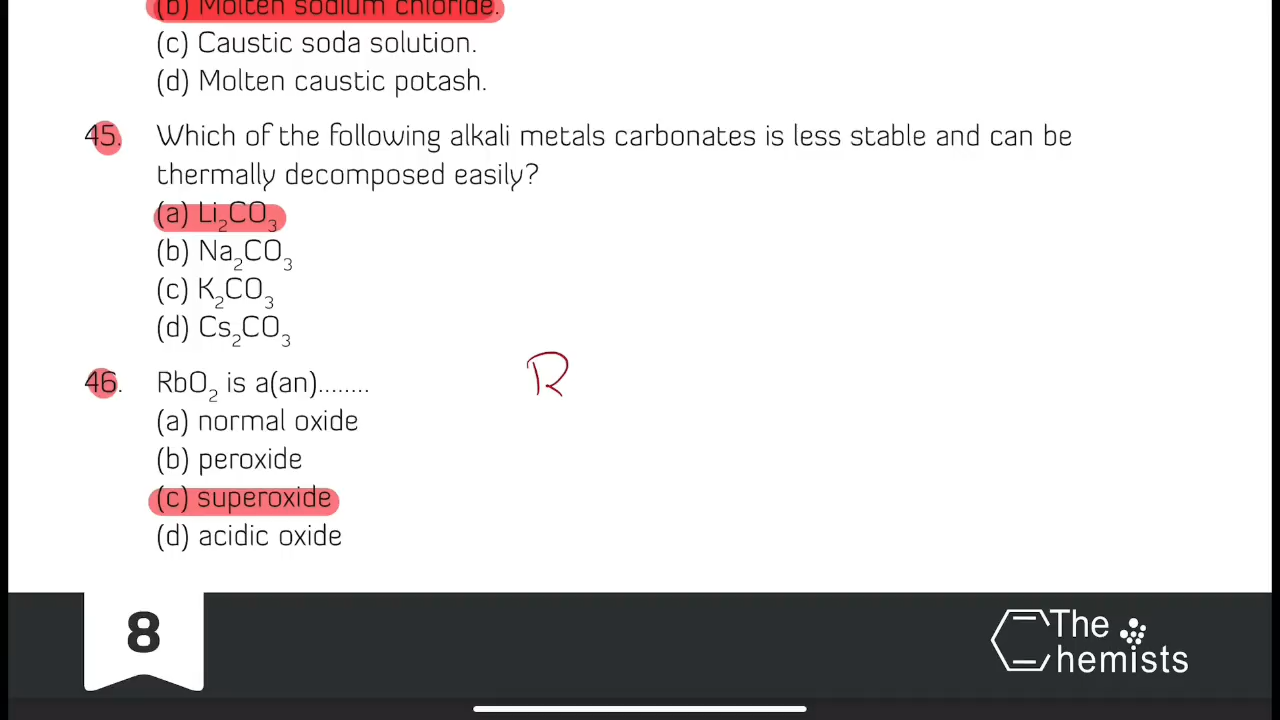 (b) Molten sodium chloride.
(c) Caustic soda solution.
(d) Molten caustic potash.
45. Which of the following alkali metals carbonates is less stable and can be
thermally decomposed easily?
(a) Li₂CO₃
(b) Na₂CO₃
(c) K₂CO₃
(d) Cs₂CO₃
46. RbO₂ is a(an)........
R
(a) normal oxide
(b) peroxide
(c) superoxide
(d) acidic oxide
8
The
Chemists